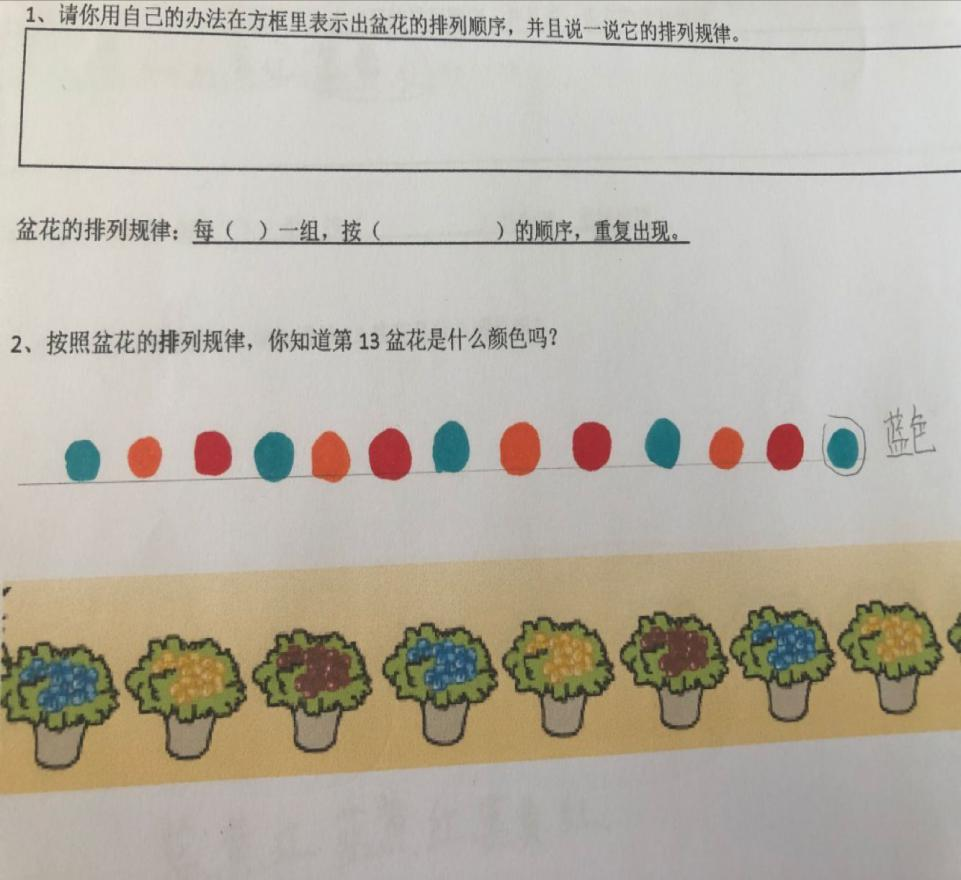 1、请你用自己的办法在方框里表示出盆花的排列顺序，并且说一说它的排列规律。
盆花的排列规律：每（ ）一组，按（ ）的顺序，重复出现。
2、按照盆花的排列规律，你知道第 13 盆花是什么颜色吗？
蓝色